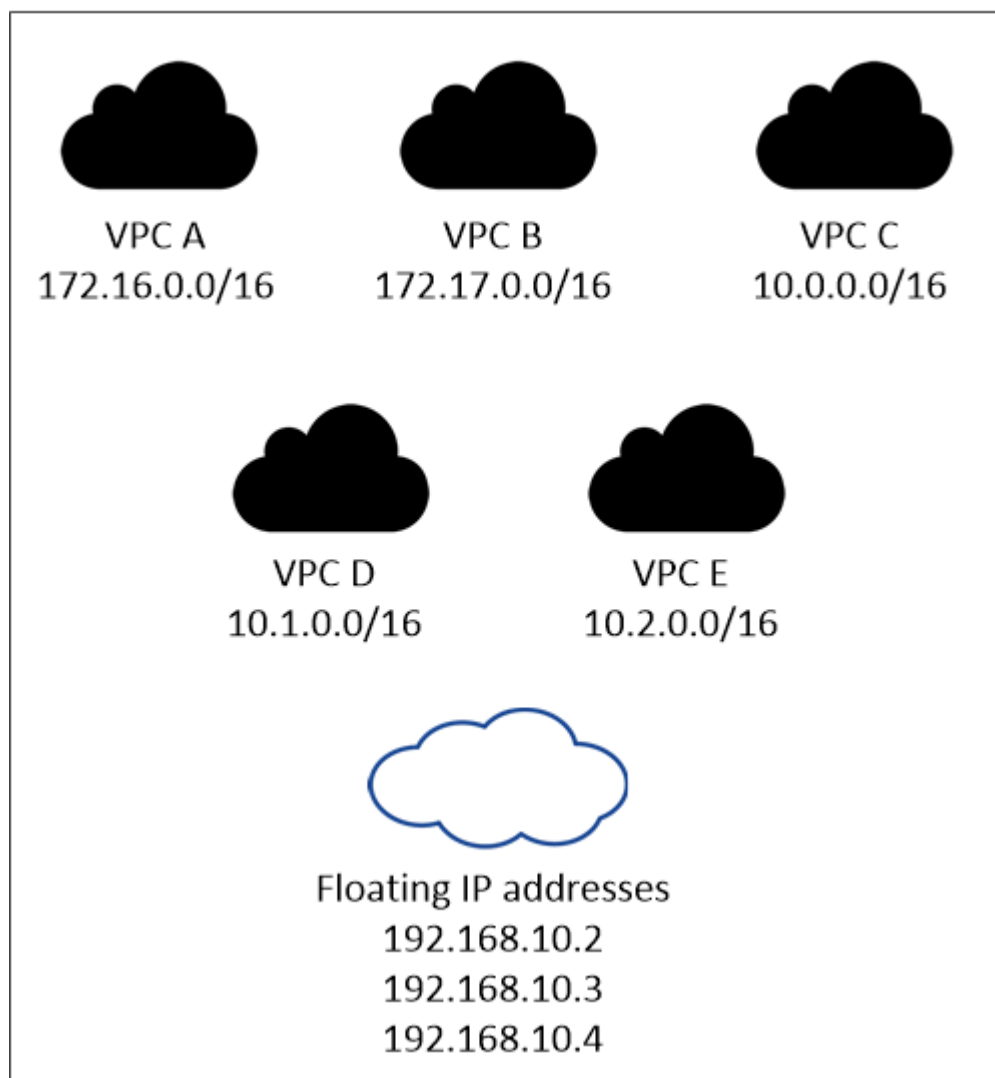 VPC A
172.16.0.0/16
VPC B
172.17.0.0/16
VPC C
10.0.0.0/16
VPC D
10.1.0.0/16
VPC E
10.2.0.0/16
Floating IP addresses
192.168.10.2
192.168.10.3
192.168.10.4